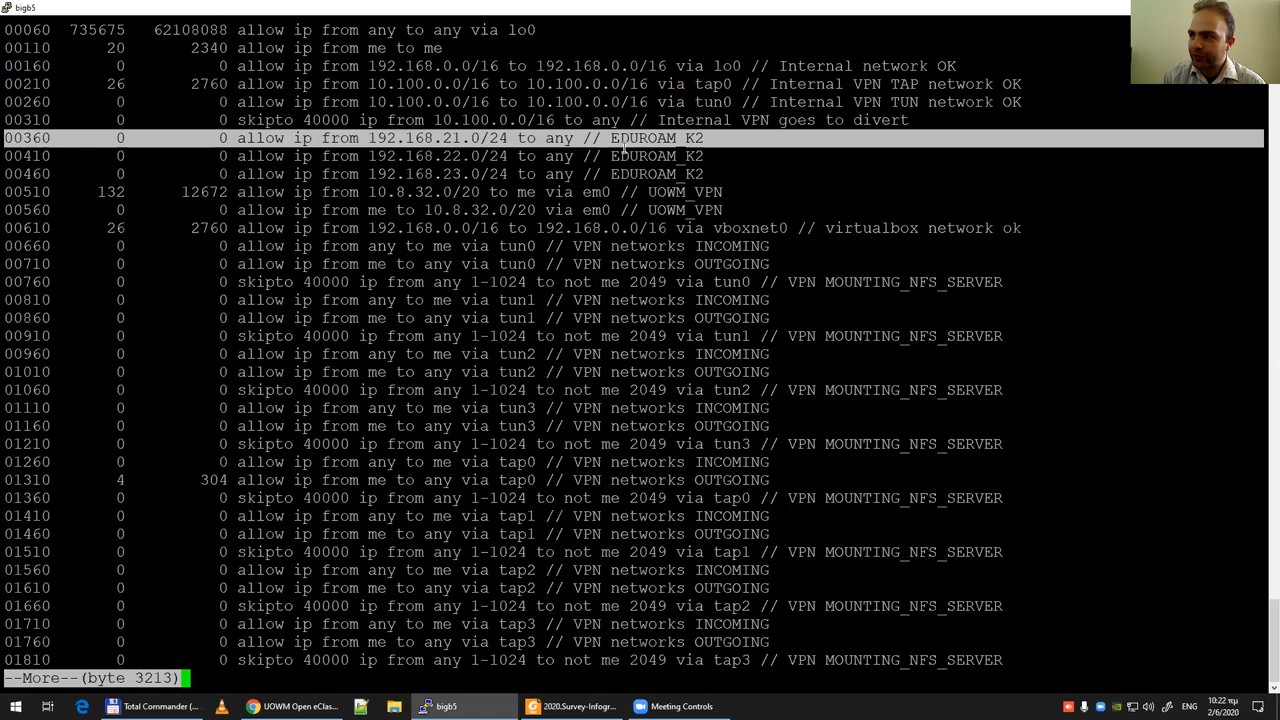 bigb5
00060 735675 62108088 allow ip from any to any via lo0
00110 20 2340 allow ip from me to me
00160 0 0 allow ip from 192.168.0.0/16 to 192.168.0.0/16 via lo0 // Internal network OK
00210 26 2760 allow ip from 10.100.0.0/16 to 10.100.0.0/16 via tap0 // Internal VPN TAP network OK
00260 0 0 allow ip from 10.100.0.0/16 to 10.100.0.0/16 via tun0 // Internal VPN TUN network OK
00310 0 0 skipto 40000 ip from 10.100.0.0/16 to any // Internal VPN goes to divert
00360 0 0 allow ip from 192.168.21.0/24 to any // EDUROAM_K2
00410 0 0 allow ip from 192.168.22.0/24 to any // EDUROAM_K2
00460 0 0 allow ip from 192.168.23.0/24 to any // EDUROAM_K2
00510 132 12672 allow ip from 10.8.32.0/20 to me via em0 // UOWM_VPN
00560 0 0 allow ip from me to 10.8.32.0/20 via em0 // UOWM_VPN
00610 26 2760 allow ip from 192.168.0.0/16 to 192.168.0.0/16 via vboxnet0 // virtualbox network ok
00660 0 0 allow ip from any to me via tun0 // VPN networks INCOMING
00710 0 0 allow ip from me to any via tun0 // VPN networks OUTGOING
00760 0 0 skipto 40000 ip from any 1-1024 to not me 2049 via tun0 // VPN MOUNTING_NFS_SERVER
00810 0 0 allow ip from any to me via tun1 // VPN networks INCOMING
00860 0 0 allow ip from me to any via tun1 // VPN networks OUTGOING
00910 0 0 skipto 40000 ip from any 1-1024 to not me 2049 via tun1 // VPN MOUNTING_NFS_SERVER
00960 0 0 allow ip from any to me via tun2 // VPN networks INCOMING
01010 0 0 allow ip from me to any via tun2 // VPN networks OUTGOING
01060 0 0 skipto 40000 ip from any 1-1024 to not me 2049 via tun2 // VPN MOUNTING_NFS_SERVER
01110 0 0 allow ip from any to me via tun3 // VPN networks INCOMING
01160 0 0 allow ip from me to any via tun3 // VPN networks OUTGOING
01210 0 0 skipto 40000 ip from any 1-1024 to not me 2049 via tun3 // VPN MOUNTING_NFS_SERVER
01260 0 0 allow ip from any to me via tap0 // VPN networks INCOMING
01310 4 304 allow ip from me to any via tap0 // VPN networks OUTGOING
01360 0 0 skipto 40000 ip from any 1-1024 to not me 2049 via tap0 // VPN MOUNTING_NFS_SERVER
01410 0 0 allow ip from any to me via tap1 // VPN networks INCOMING
01460 0 0 allow ip from me to any via tap1 // VPN networks OUTGOING
01510 0 0 skipto 40000 ip from any 1-1024 to not me 2049 via tap1 // VPN MOUNTING_NFS_SERVER
01560 0 0 allow ip from any to me via tap2 // VPN networks INCOMING
01610 0 0 allow ip from me to any via tap2 // VPN networks OUTGOING
01660 0 0 skipto 40000 ip from any 1-1024 to not me 2049 via tap2 // VPN MOUNTING_NFS_SERVER
01710 0 0 allow ip from any to me via tap3 // VPN networks INCOMING
01760 0 0 allow ip from me to any via tap3 // VPN networks OUTGOING
01810 0 0 skipto 40000 ip from any 1-1024 to not me 2049 via tap3 // VPN MOUNTING_NFS_SERVER
--More--(byte 3213)
Total Commander (... UOWM Open eClas... bigb5 2020.Survey-Infogr... Meeting Controls ΕΝΓ 10:22 πμ
2/6/2020